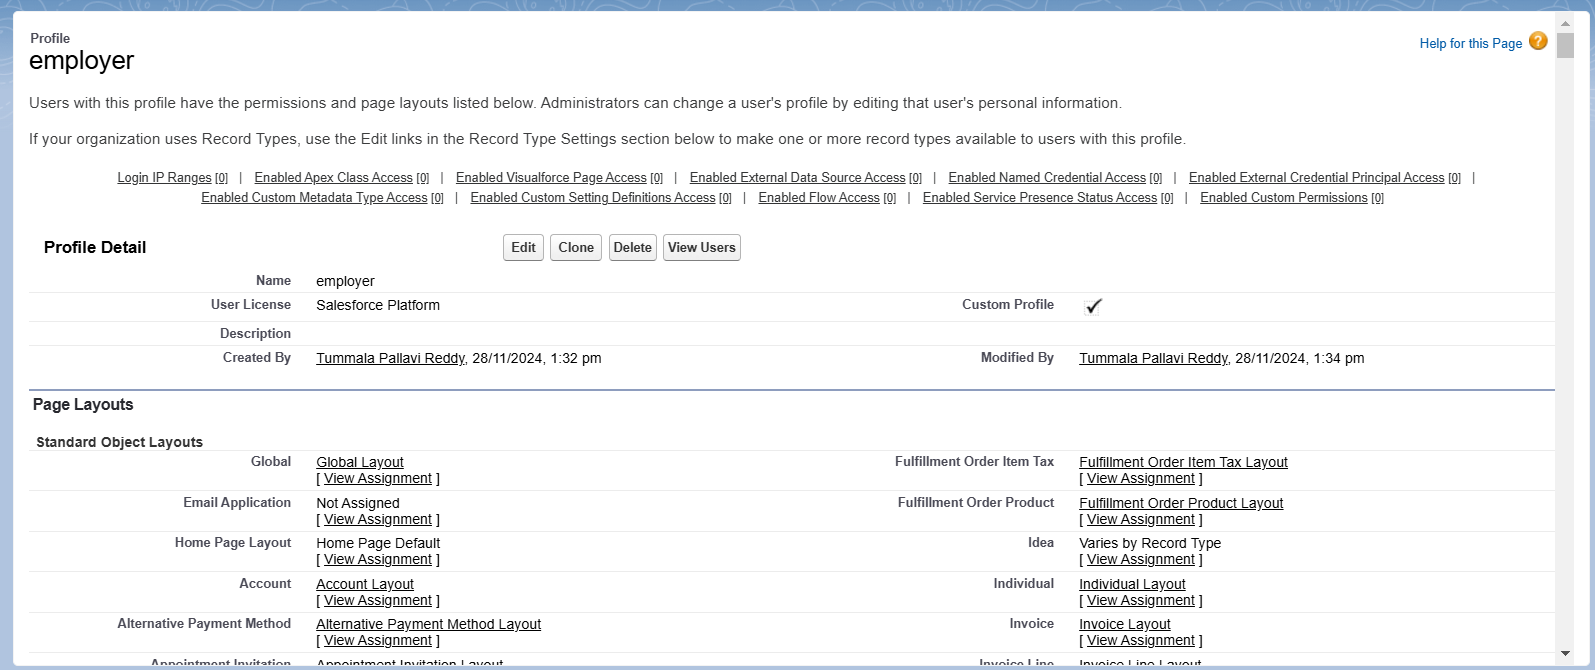 Profile
employer
Help for this Page
Users with this profile have the permissions and page layouts listed below. Administrators can change a user's profile by editing that user's personal information.
If your organization uses Record Types, use the Edit links in the Record Type Settings section below to make one or more record types available to users with this profile.
Login IP Ranges [0] | Enabled Apex Class Access [0] | Enabled Visualforce Page Access [0] | Enabled External Data Source Access [0] | Enabled Named Credential Access [0] | Enabled External Credential Principal Access [0] |
Enabled Custom Metadata Type Access [0] | Enabled Custom Setting Definitions Access [0] | Enabled Flow Access [0] | Enabled Service Presence Status Access [0] | Enabled Custom Permissions [0]
Profile Detail Edit Clone Delete View Users
Name employer
User License Salesforce Platform Custom Profile
Description
Created By Tummala Pallavi Reddy, 28/11/2024, 1:32 pm Modified By Tummala Pallavi Reddy, 28/11/2024, 1:34 pm
Page Layouts
Standard Object Layouts
Global Global Layout Fulfillment Order Item Tax Fulfillment Order Item Tax Layout
[ View Assignment ] [ View Assignment ]
Email Application Not Assigned Fulfillment Order Product Fulfillment Order Product Layout
[ View Assignment ] [ View Assignment ]
Home Page Layout Home Page Default Idea Varies by Record Type
[ View Assignment ] [ View Assignment ]
Account Account Layout Individual Individual Layout
[ View Assignment ] [ View Assignment ]
Alternative Payment Method Alternative Payment Method Layout Invoice Invoice Layout
[ View Assignment ] [ View Assignment ]
Appointment Invitation Appointment Invitation Layout Invoice Line Invoice Line Layout